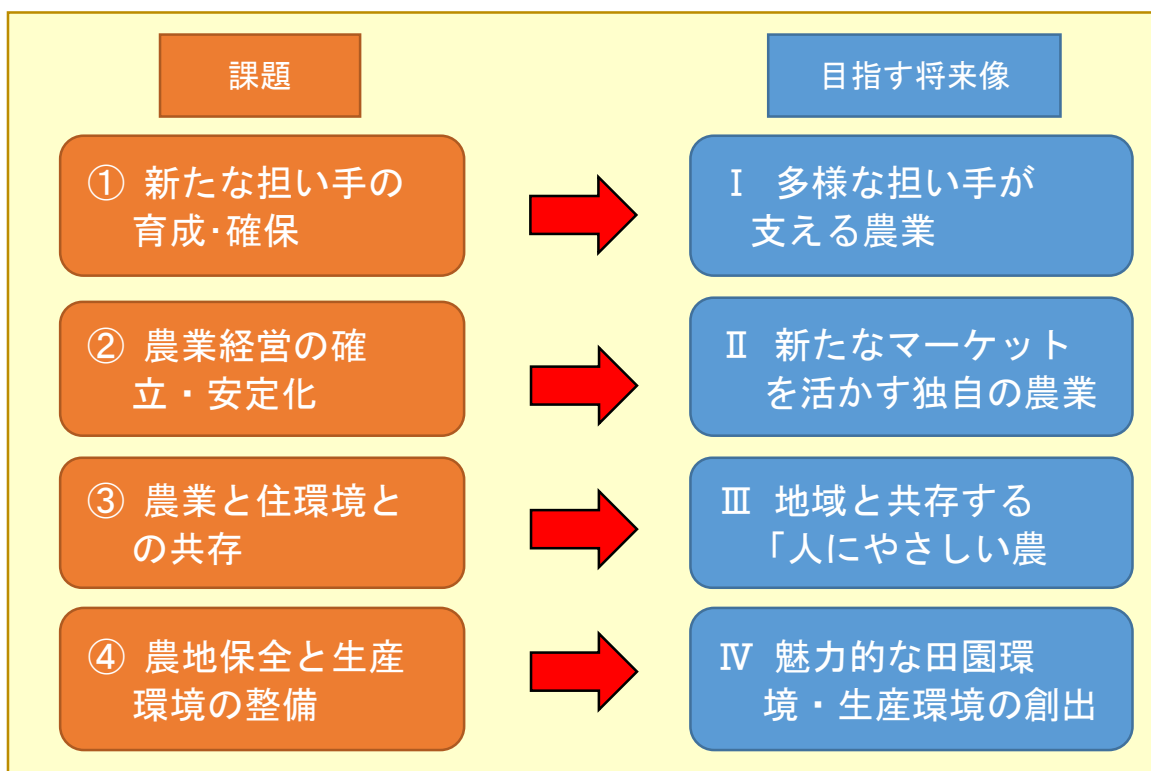 課題
目指す将来像
① 新たな担い手の
育成･確保
Ⅰ 多様な担い手が
支える農業
② 農業経営の確
立・安定化
Ⅱ 新たなマーケット
を活かす独自の農業
③ 農業と住環境と
の共存
Ⅲ 地域と共存する
「人にやさしい農
④ 農地保全と生産
環境の整備
Ⅳ 魅力的な田園環
境・生産環境の創出